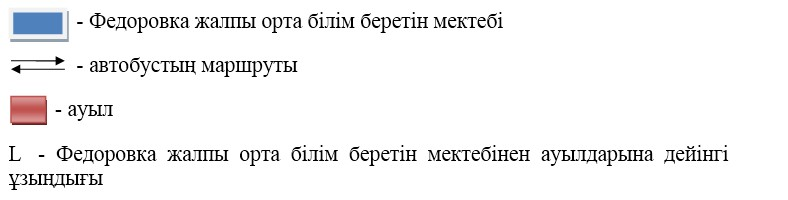 - Федоровка жалпы орта білім беретін мектебі
- автобустың маршруты
- ауыл
L - Федоровка жалпы орта білім беретін мектебінен ауылдарына дейінгі
ұзындығы